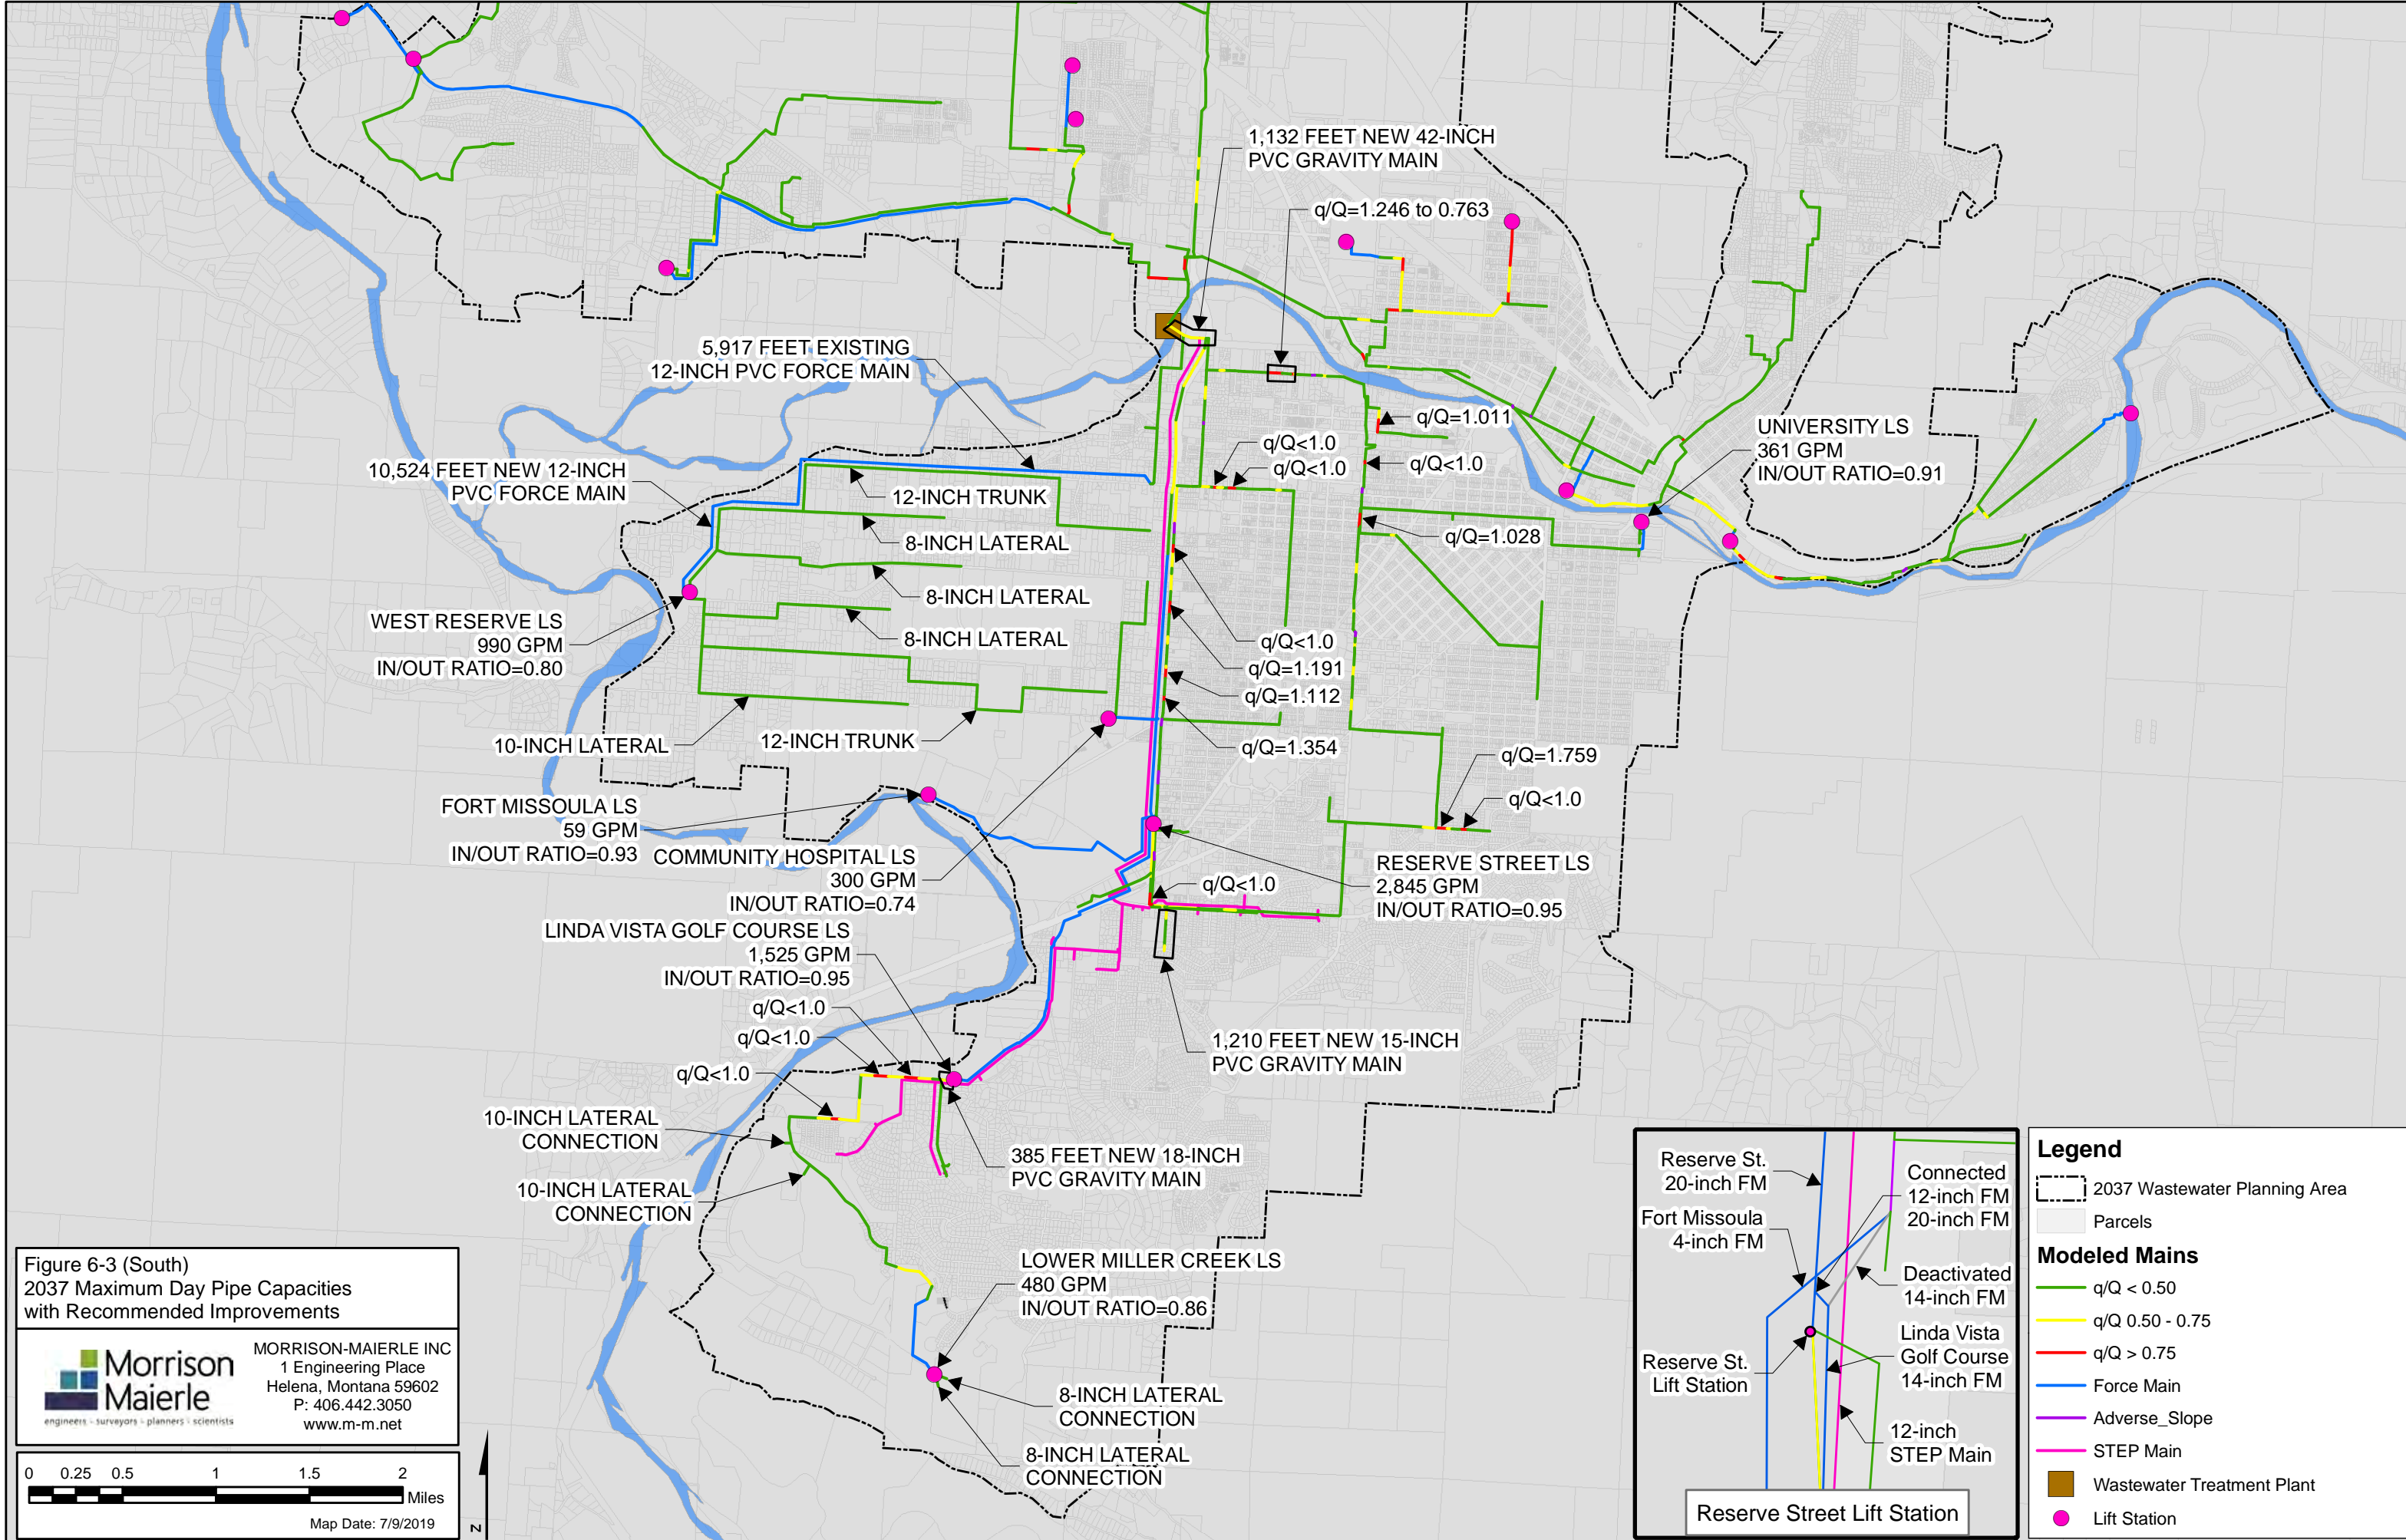 1,132 FEET NEW 42-INCH
PVC GRAVITY MAIN
q/Q=1.246 to 0.763
5,917 FEET EXISTING
12-INCH PVC FORCE MAIN
q/Q=1.011
UNIVERSITY LS
361 GPM
IN/OUT RATIO=0.91
q/Q<1.0
q/Q<1.0
q/Q<1.0
10,524 FEET NEW 12-INCH
PVC FORCE MAIN
12-INCH TRUNK
8-INCH LATERAL
q/Q=1.028
8-INCH LATERAL
WEST RESERVE LS
990 GPM
IN/OUT RATIO=0.80
8-INCH LATERAL
q/Q<1.0
q/Q=1.191
q/Q=1.112
10-INCH LATERAL
12-INCH TRUNK
q/Q=1.354
q/Q=1.759
q/Q<1.0
FORT MISSOULA LS
59 GPM
IN/OUT RATIO=0.93
COMMUNITY HOSPITAL LS
300 GPM
IN/OUT RATIO=0.74
RESERVE STREET LS
2,845 GPM
IN/OUT RATIO=0.95
q/Q<1.0
LINDA VISTA GOLF COURSE LS
1,525 GPM
IN/OUT RATIO=0.95
q/Q<1.0
q/Q<1.0
q/Q<1.0
1,210 FEET NEW 15-INCH
PVC GRAVITY MAIN
10-INCH LATERAL
CONNECTION
385 FEET NEW 18-INCH
PVC GRAVITY MAIN
10-INCH LATERAL
CONNECTION
LOWER MILLER CREEK LS
480 GPM
IN/OUT RATIO=0.86
8-INCH LATERAL
CONNECTION
8-INCH LATERAL
CONNECTION
Figure 6-3 (South)
2037 Maximum Day Pipe Capacities
with Recommended Improvements
Morrison
Maierle
engineers - surveyors - planners - scientists
MORRISON-MAIERLE INC
1 Engineering Place
Helena, Montana 59602
P: 406.442.3050
www.m-m.net
0 0.25 0.5 1 1.5 2
Miles
Map Date: 7/9/2019
N
Reserve St.
20-inch FM
Connected
12-inch FM
20-inch FM
Fort Missoula
4-inch FM
Deactivated
14-inch FM
Linda Vista
Golf Course
14-inch FM
Reserve St.
Lift Station
12-inch
STEP Main
Reserve Street Lift Station
Legend
2037 Wastewater Planning Area
Parcels
Modeled Mains
q/Q < 0.50
q/Q 0.50 - 0.75
q/Q > 0.75
Force Main
Adverse_Slope
STEP Main
Wastewater Treatment Plant
Lift Station